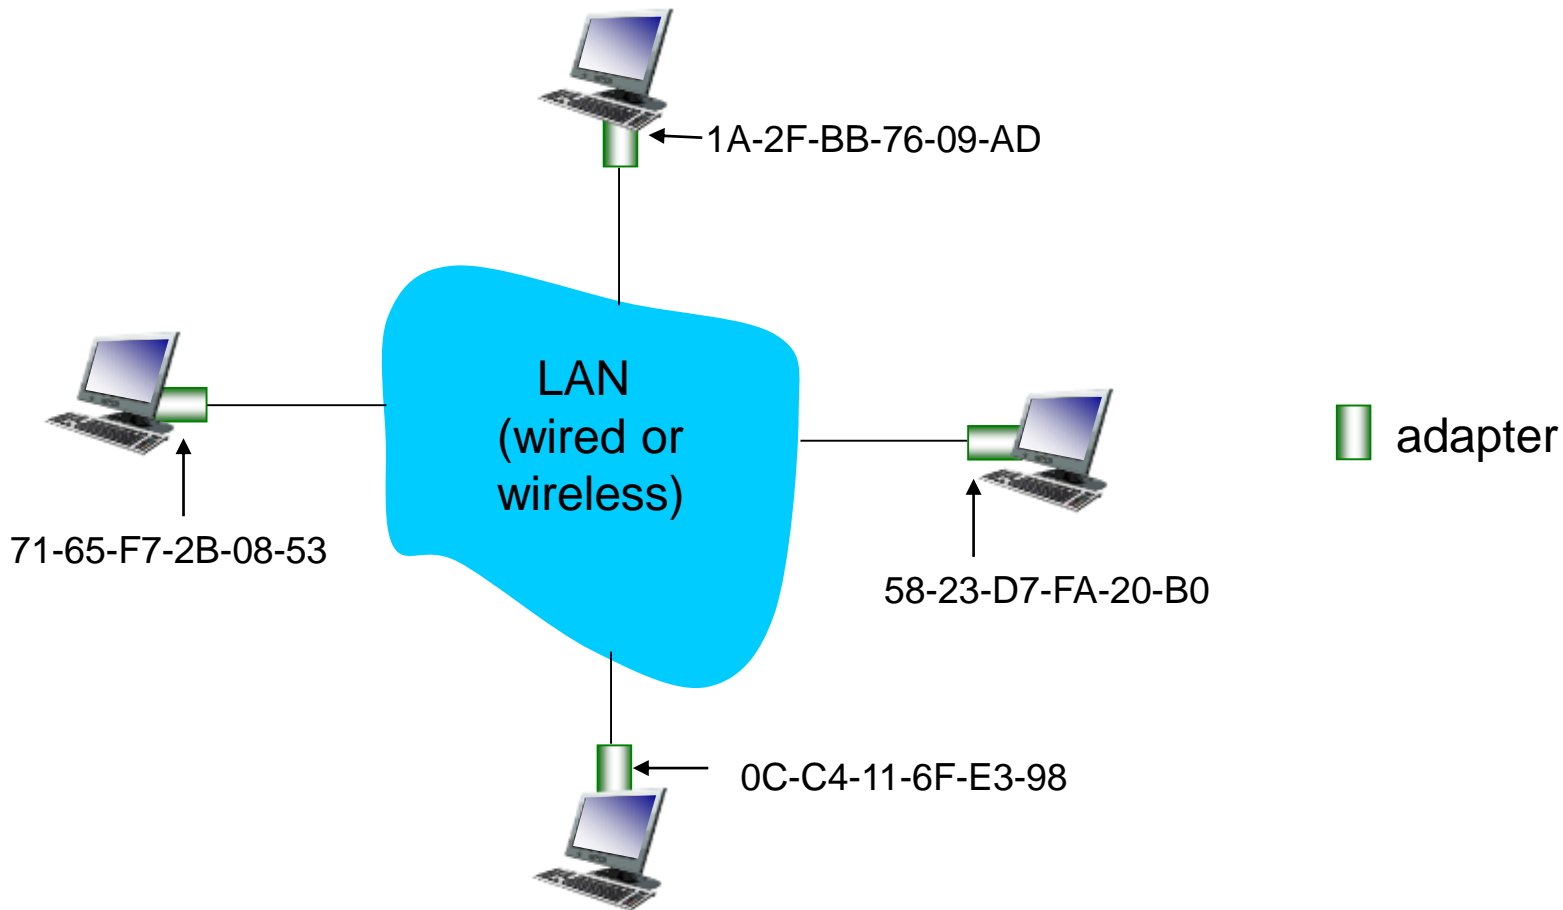 1A-2F-BB-76-09-AD
LAN
(wired or
wireless)
adapter
71-65-F7-2B-08-53
58-23-D7-FA-20-B0
0C-C4-11-6F-E3-98